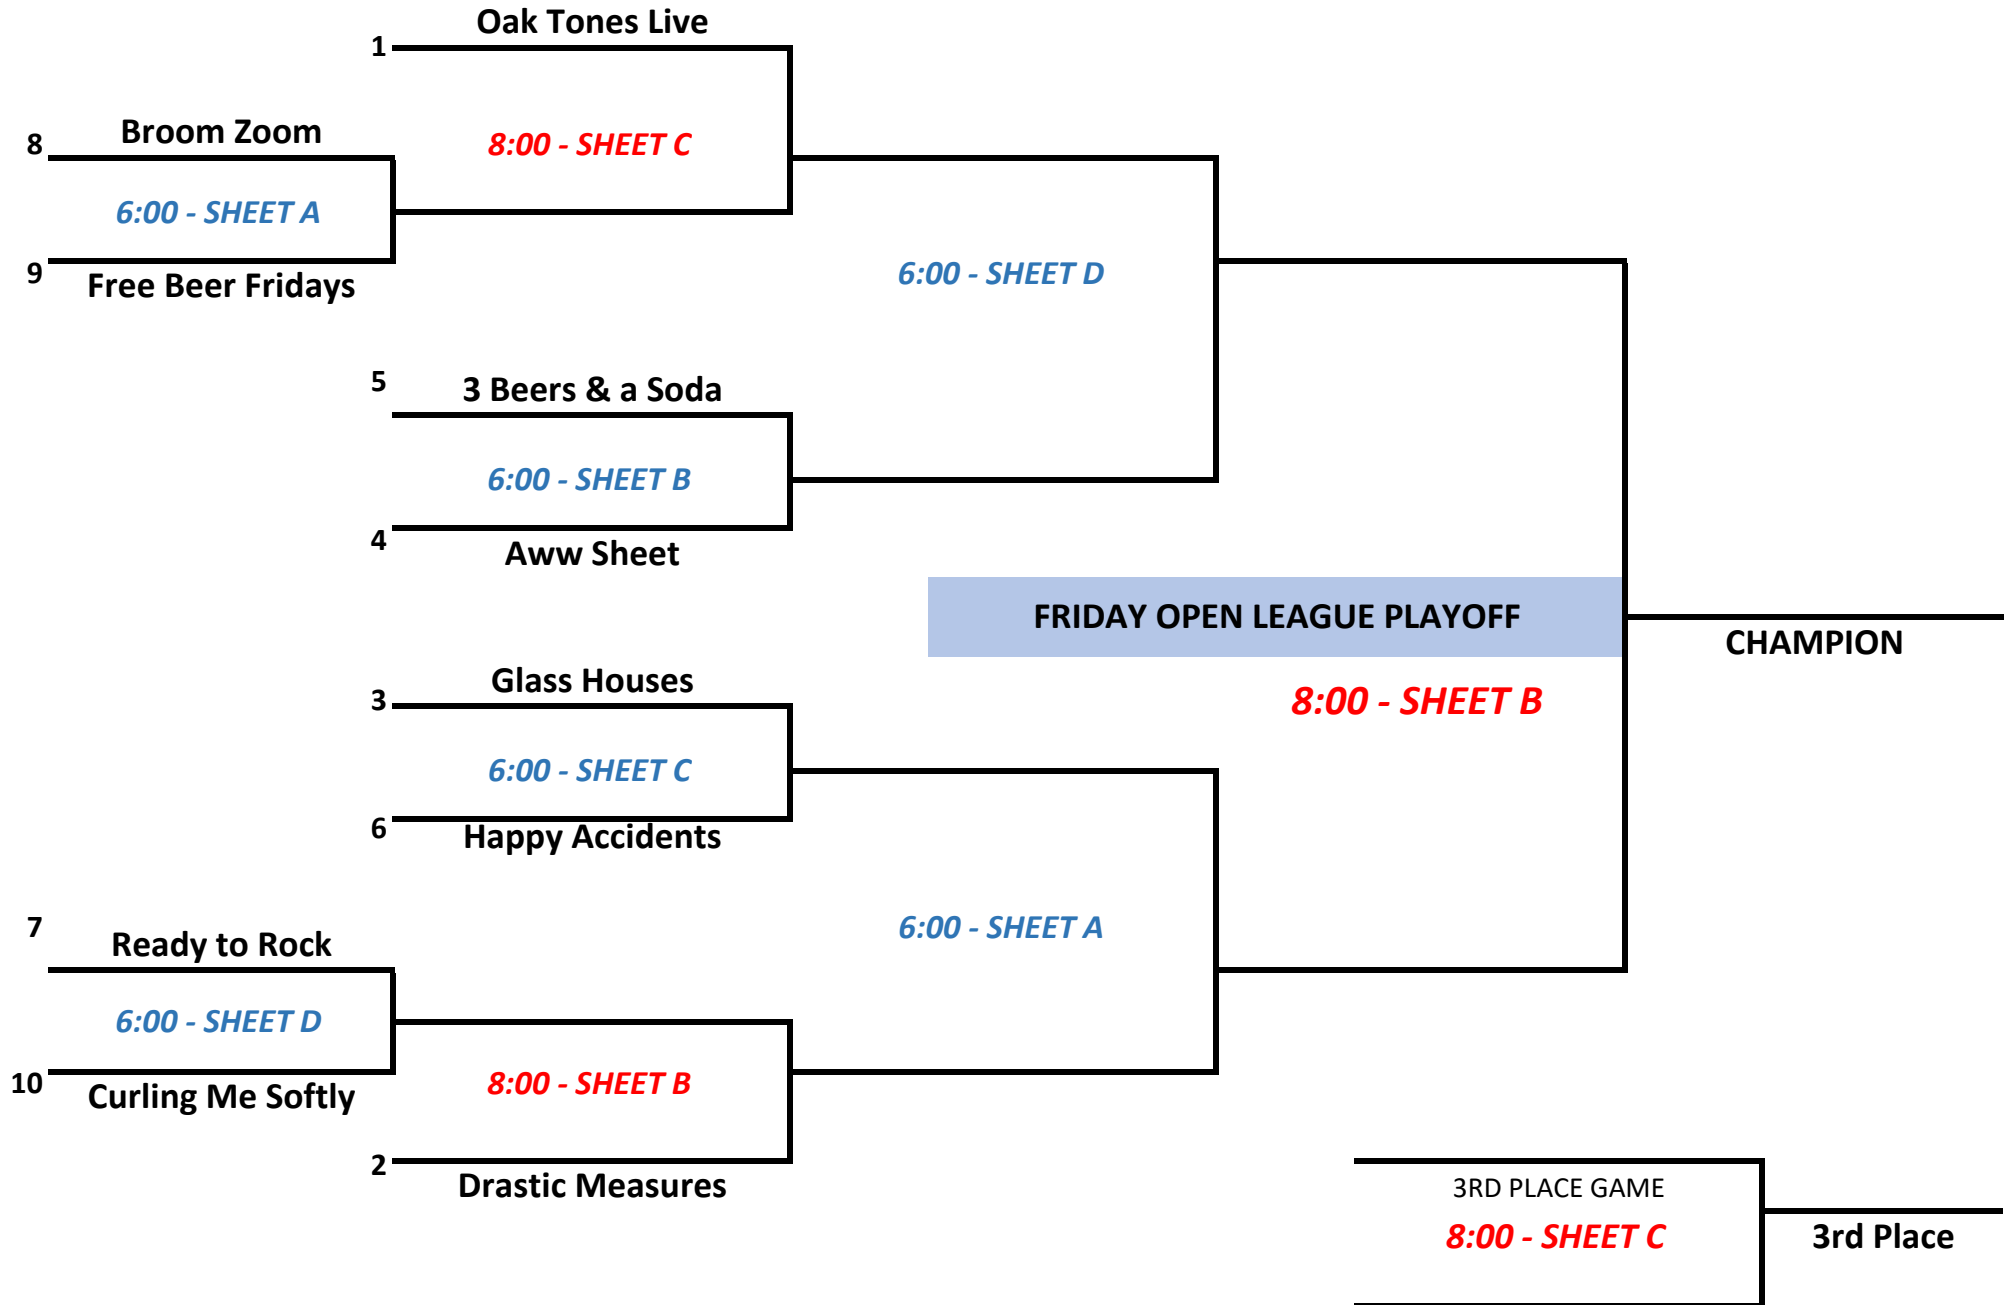 Oak Tones Live
1
8
Broom Zoom
8:00 - SHEET C
6:00 - SHEET A
9
Free Beer Fridays
6:00 - SHEET D
5
3 Beers & a Soda
6:00 - SHEET B
4
Aww Sheet
FRIDAY OPEN LEAGUE PLAYOFF
CHAMPION
3
Glass Houses
8:00 - SHEET B
6:00 - SHEET C
6
Happy Accidents
7
Ready to Rock
6:00 - SHEET A
6:00 - SHEET D
10
Curling Me Softly
8:00 - SHEET B
2
Drastic Measures
3RD PLACE GAME
8:00 - SHEET C
3rd Place